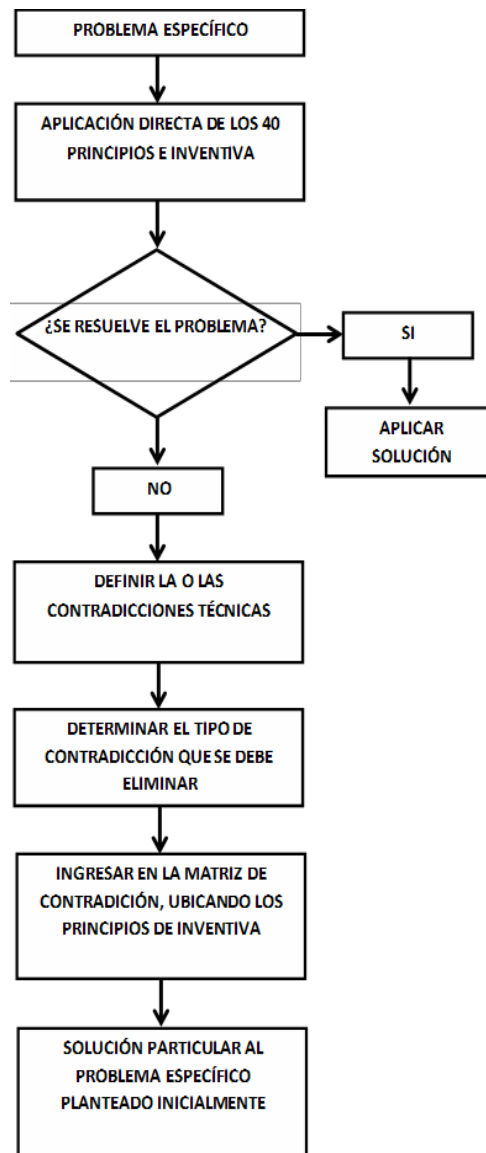 PROBLEMA ESPECÍFICO
APLICACIÓN DIRECTA DE LOS 40
PRINCIPIOS E INVENTIVA
¿SE RESUELVE EL PROBLEMA?
SI
APLICAR
SOLUCIÓN
NO
DEFINIR LA O LAS
CONTRADICCIONES TÉCNICAS
DETERMINAR EL TIPO DE
CONTRADICCIÓN QUE SE DEBE
ELIMINAR
INGRESAR EN LA MATRIZ DE
CONTRADICIÓN, UBICANDO LOS
PRINCIPIOS DE INVENTIVA
SOLUCIÓN PARTICULAR AL
PROBLEMA ESPECÍFICO
PLANTEADO INICIALMENTE